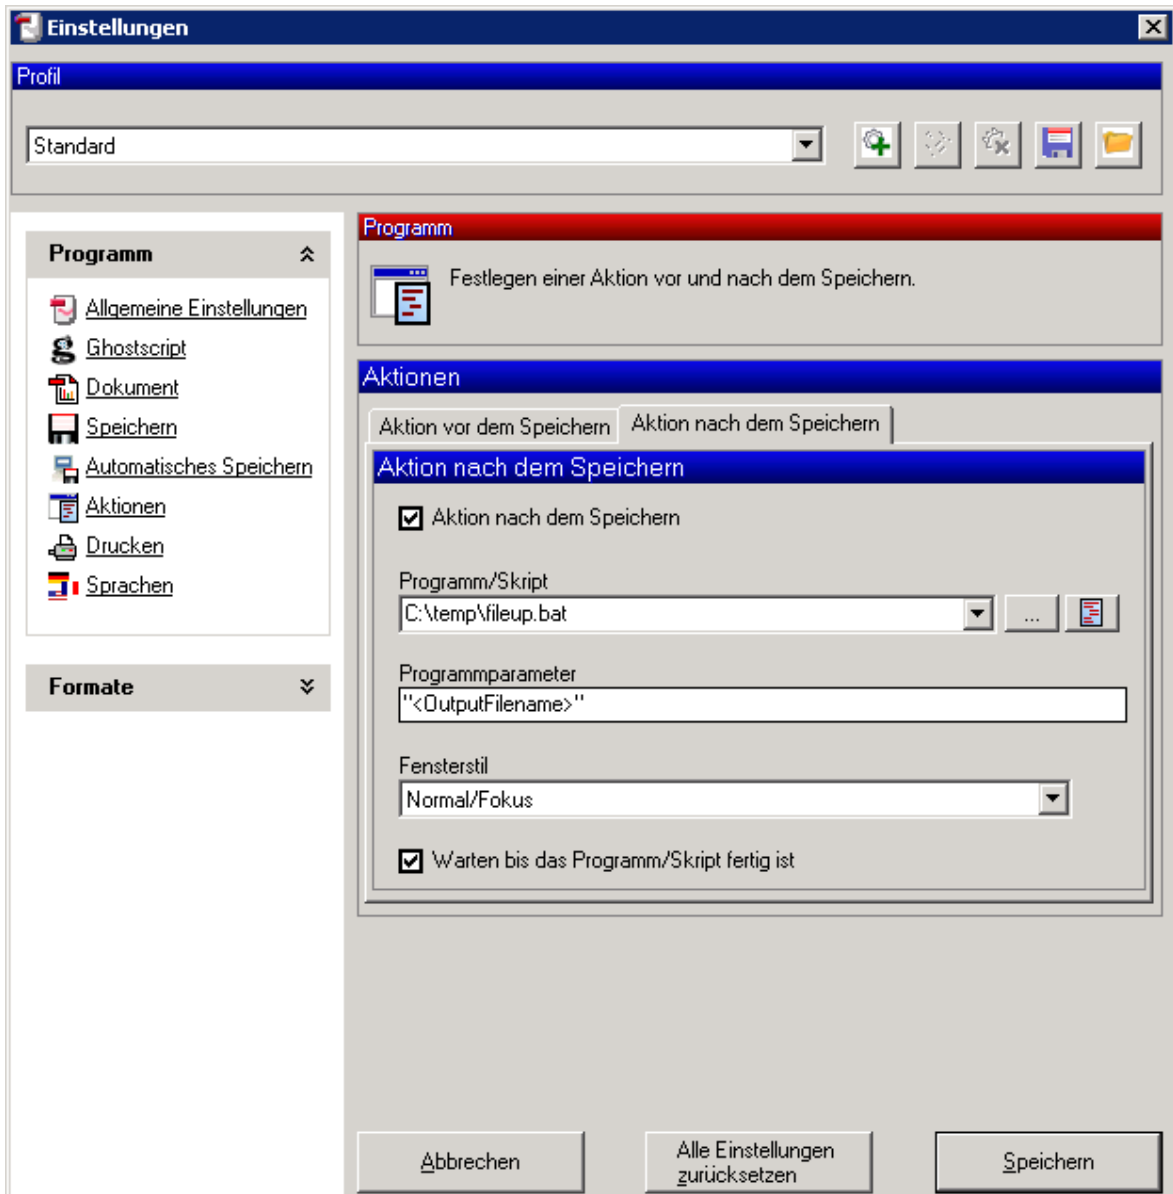 Einstellungen
Profil
Standard
Programm
Allgemeine Einstellungen
Ghostscript
Dokument
Speichern
Automatisches Speichern
Aktionen
Drucken
Sprachen
Formate
Programm
Festlegen einer Aktion vor und nach dem Speichern.
Aktionen
Aktion vor dem Speichern
Aktion nach dem Speichern
Aktion nach dem Speichern
Aktion nach dem Speichern
Programm/Skript
C:\temp\fileup.bat
...
Programmparameter
"<OutputFilename>"
Fensterstil
Normal/Fokus
Warten bis das Programm/Skript fertig ist
Abbrechen
Alle Einstellungen
zurücksetzen
Speichern